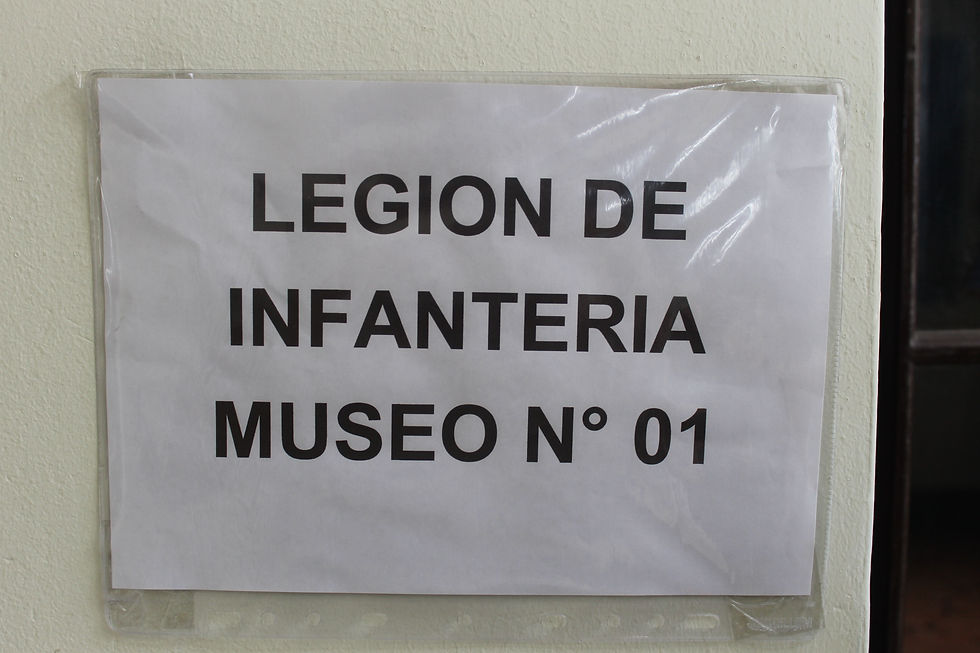 LEGION DE
INFANTERIA
MUSEO N° 01